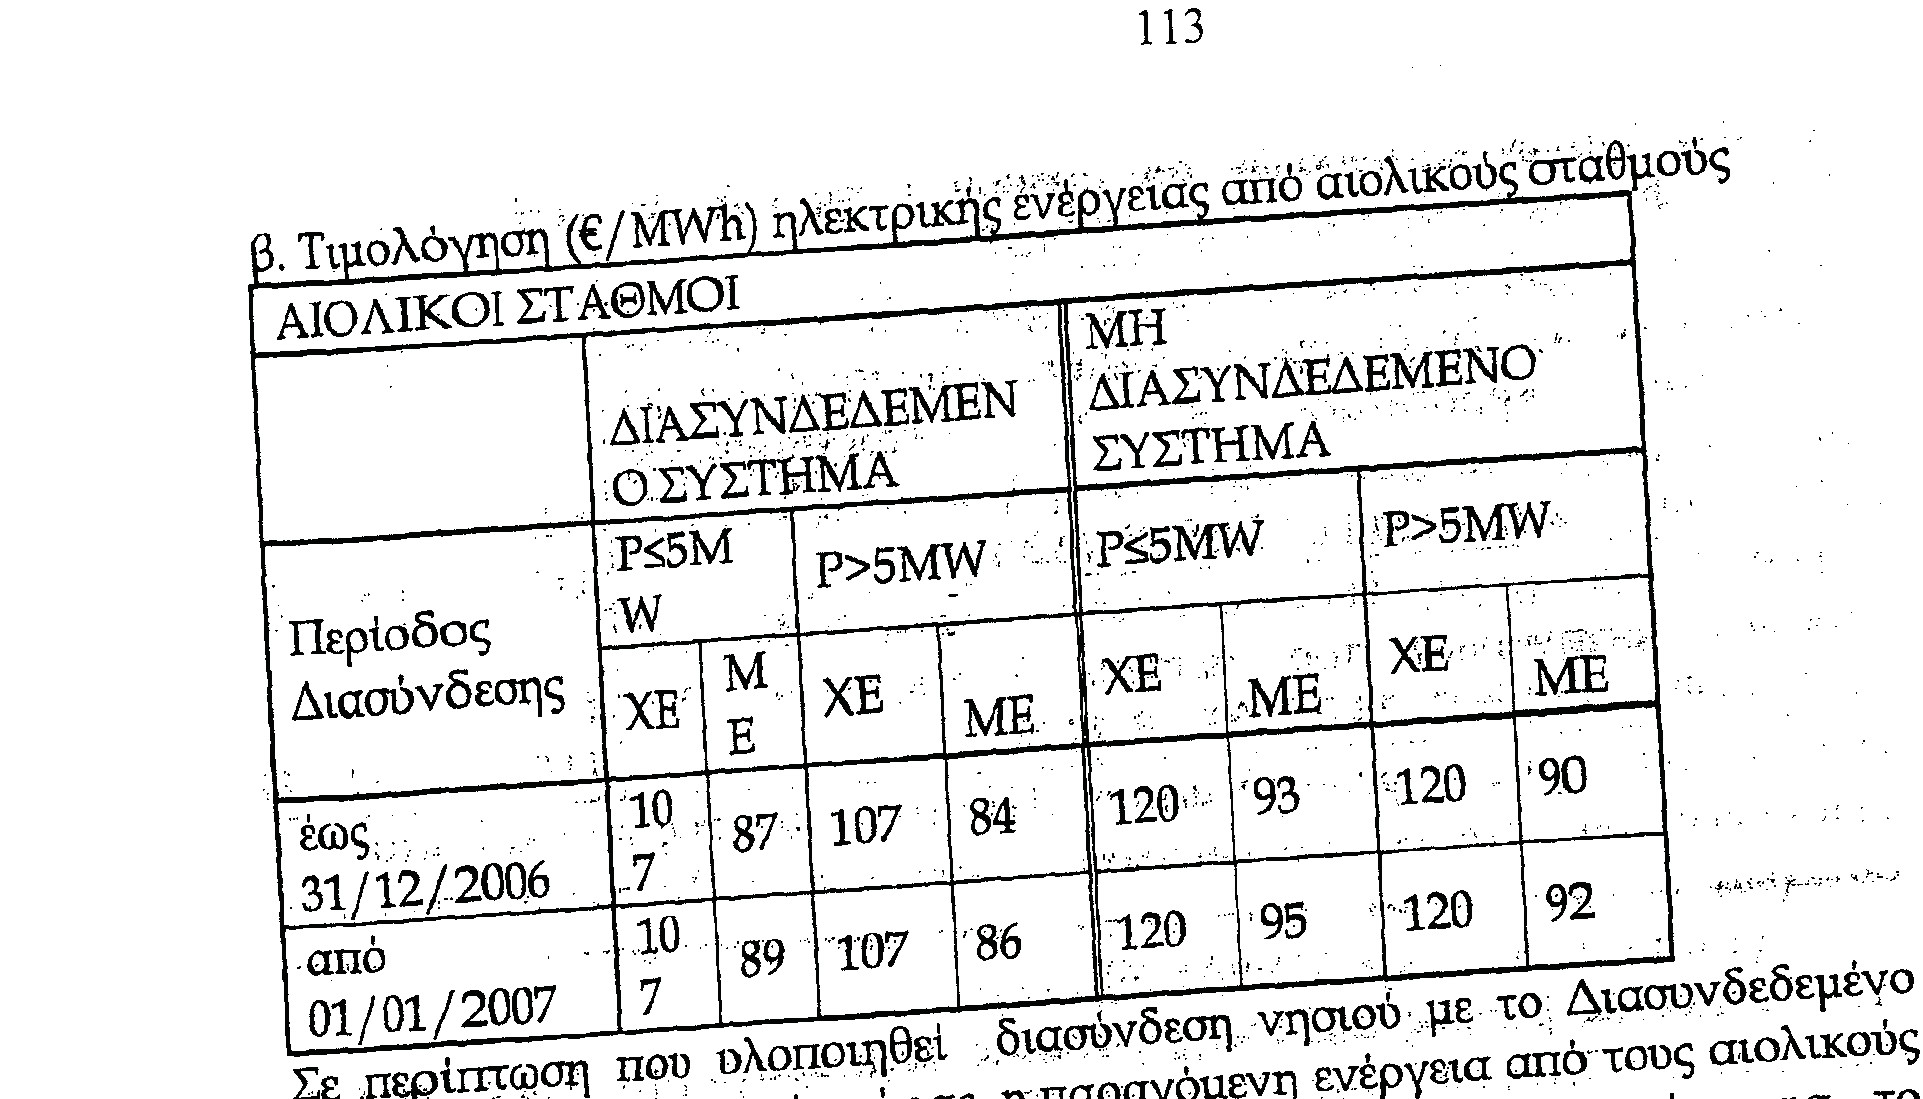 113
β. Τιμολόγηση (€/MWh) ηλεκτρικής ενέργειας από αιολικούς σταθμούς
ΑΙΟΛΙΚΟΙ ΣΤΑΘΜΟΙ
ΔΙΑΣΥΝΔΕΔΕΜΕΝ
Ο ΣΥΣΤΗΜΑ
ΜΗ
ΔΙΑΣΥΝΔΕΔΕΜΕΝΟ
ΣΥΣΤΗΜΑ
Περίοδος
Διασύνδεσης
P≤5M
W
P>5MW
P≤5MW
P>5MW
ΧΕ
Μ
Ε
ΧΕ
ΜΕ
ΧΕ
ΜΕ
ΧΕ
ΜΕ
έως
31/12/2006
10
7
87
107
84
120
93
120
90
από
01/01/2007
10
7
89
107
86
120
95
120
92
Σε περίπτωση που υλοποιηθεί διασύνδεση νησιού με το Διασυνδεδεμένο
η παραγόμενη ενέργεια από τους αιολικούς
το